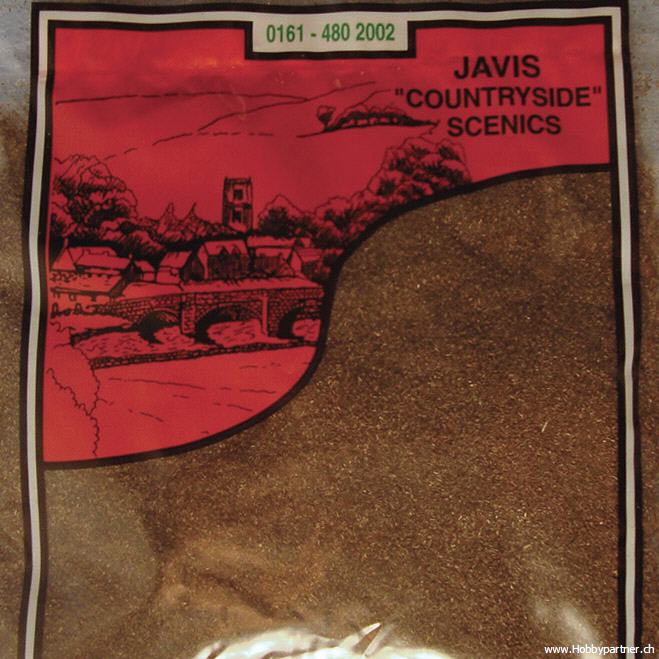 0161 - 480 2002
JAVIS
"COUNTRYSIDE"
SCENICS
www.Hobbypartner.ch